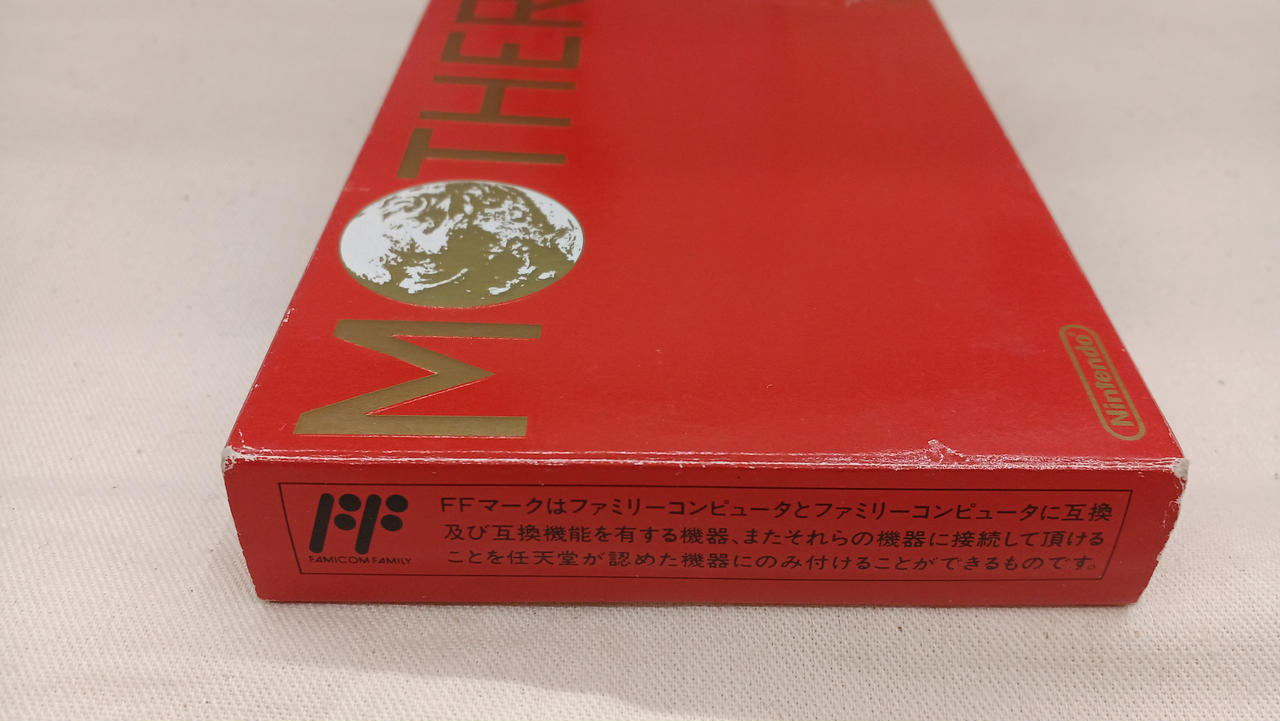 MOTHER
Nintendo
FF
FAMICOM FAMILY
FFマークはファミリーコンピュータとファミリーコンピュータに互換
及び互換機能を有する機器、またそれらの機器に接続して頂ける
ことを任天堂が認めた機器にのみ付けることができるものです。